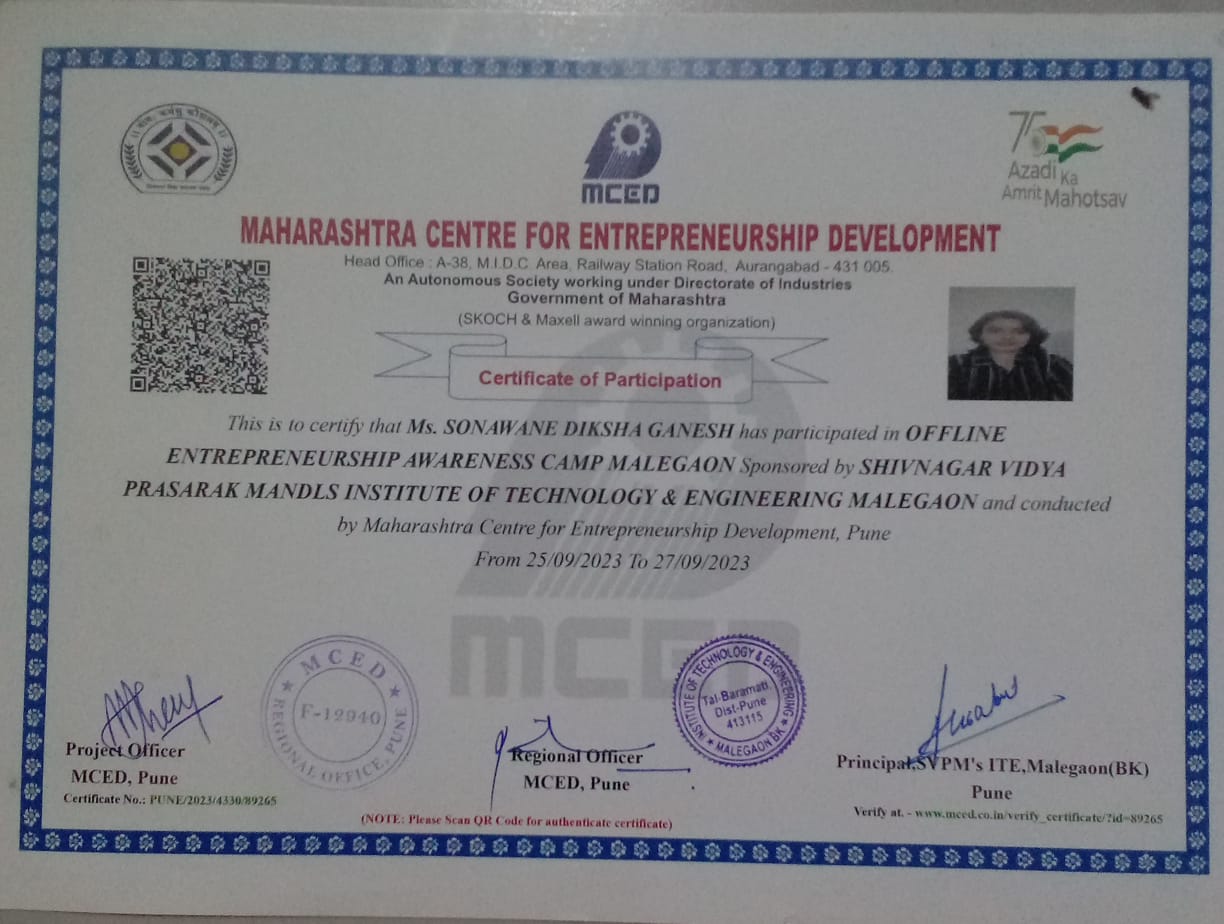 MCED
75
Azadi Ka
Amrit Mahotsav
MAHARASHTRA CENTRE FOR ENTREPRENEURSHIP DEVELOPMENT
Head Office : A-38, M.I.D.C. Area, Railway Station Road, Aurangabad - 431 005.
An Autonomous Society working under Directorate of Industries
Government of Maharashtra
(SKOCH & Maxell award winning organization)
Certificate of Participation
This is to certify that Ms. SONAWANE DIKSHA GANESH has participated in OFFLINE
ENTREPRENEURSHIP AWARENESS CAMP MALEGAON Sponsored by SHIVNAGAR VIDYA
PRASARAK MANDLS INSTITUTE OF TECHNOLOGY & ENGINEERING MALEGAON and conducted
by Maharashtra Centre for Entrepreneurship Development, Pune
From 25/09/2023 To 27/09/2023
MCED
★ MCED ★
F-12940
REGIONAL OFFICE, PUNE
INSTITUTE OF TECHNOLOGY & ENGINEERING
Tal-Baramati,
Dist-Pune
413115
★ MALEGAON BK ★
Project Officer
MCED, Pune
Certificate No.: PUNE/2023/4330/89265
Regional Officer
MCED, Pune
Principal,SVPM's ITE,Malegaon(BK)
Pune
Verify at. - www.mced.co.in/verify_certificate/?id=89265
(NOTE: Please Scan QR Code for authenticate certificate)